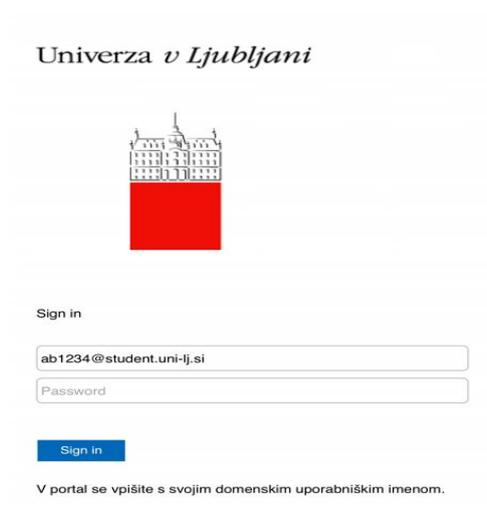 Univerza v Ljubljani
Sign in
ab1234@student.uni-lj.si
Password
Sign in
V portal se vpišite s svojim domenskim uporabniškim imenom.